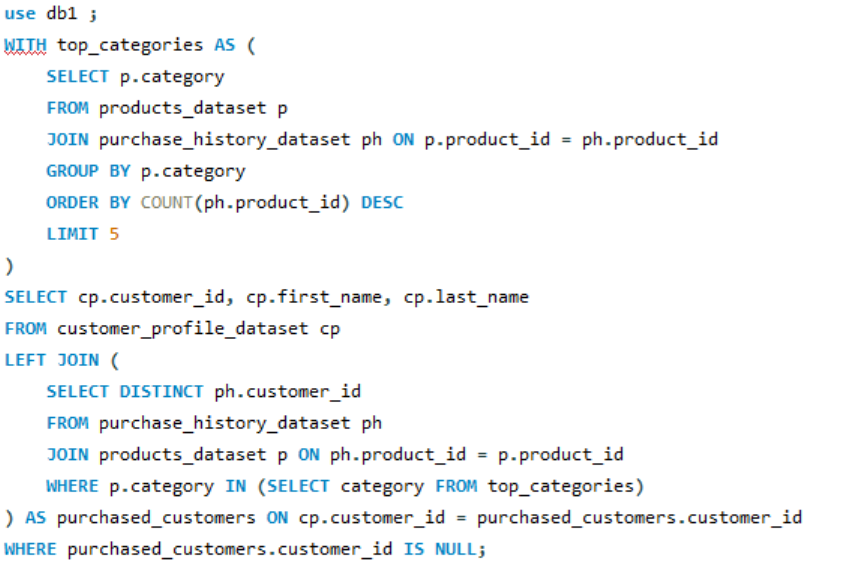 use db1 ;
WITH top_categories AS (
    SELECT p.category
    FROM products_dataset p
    JOIN purchase_history_dataset ph ON p.product_id = ph.product_id
    GROUP BY p.category
    ORDER BY COUNT(ph.product_id) DESC
    LIMIT 5
)
SELECT cp.customer_id, cp.first_name, cp.last_name
FROM customer_profile_dataset cp
LEFT JOIN (
    SELECT DISTINCT ph.customer_id
    FROM purchase_history_dataset ph
    JOIN products_dataset p ON ph.product_id = p.product_id
    WHERE p.category IN (SELECT category FROM top_categories)
) AS purchased_customers ON cp.customer_id = purchased_customers.customer_id
WHERE purchased_customers.customer_id IS NULL;